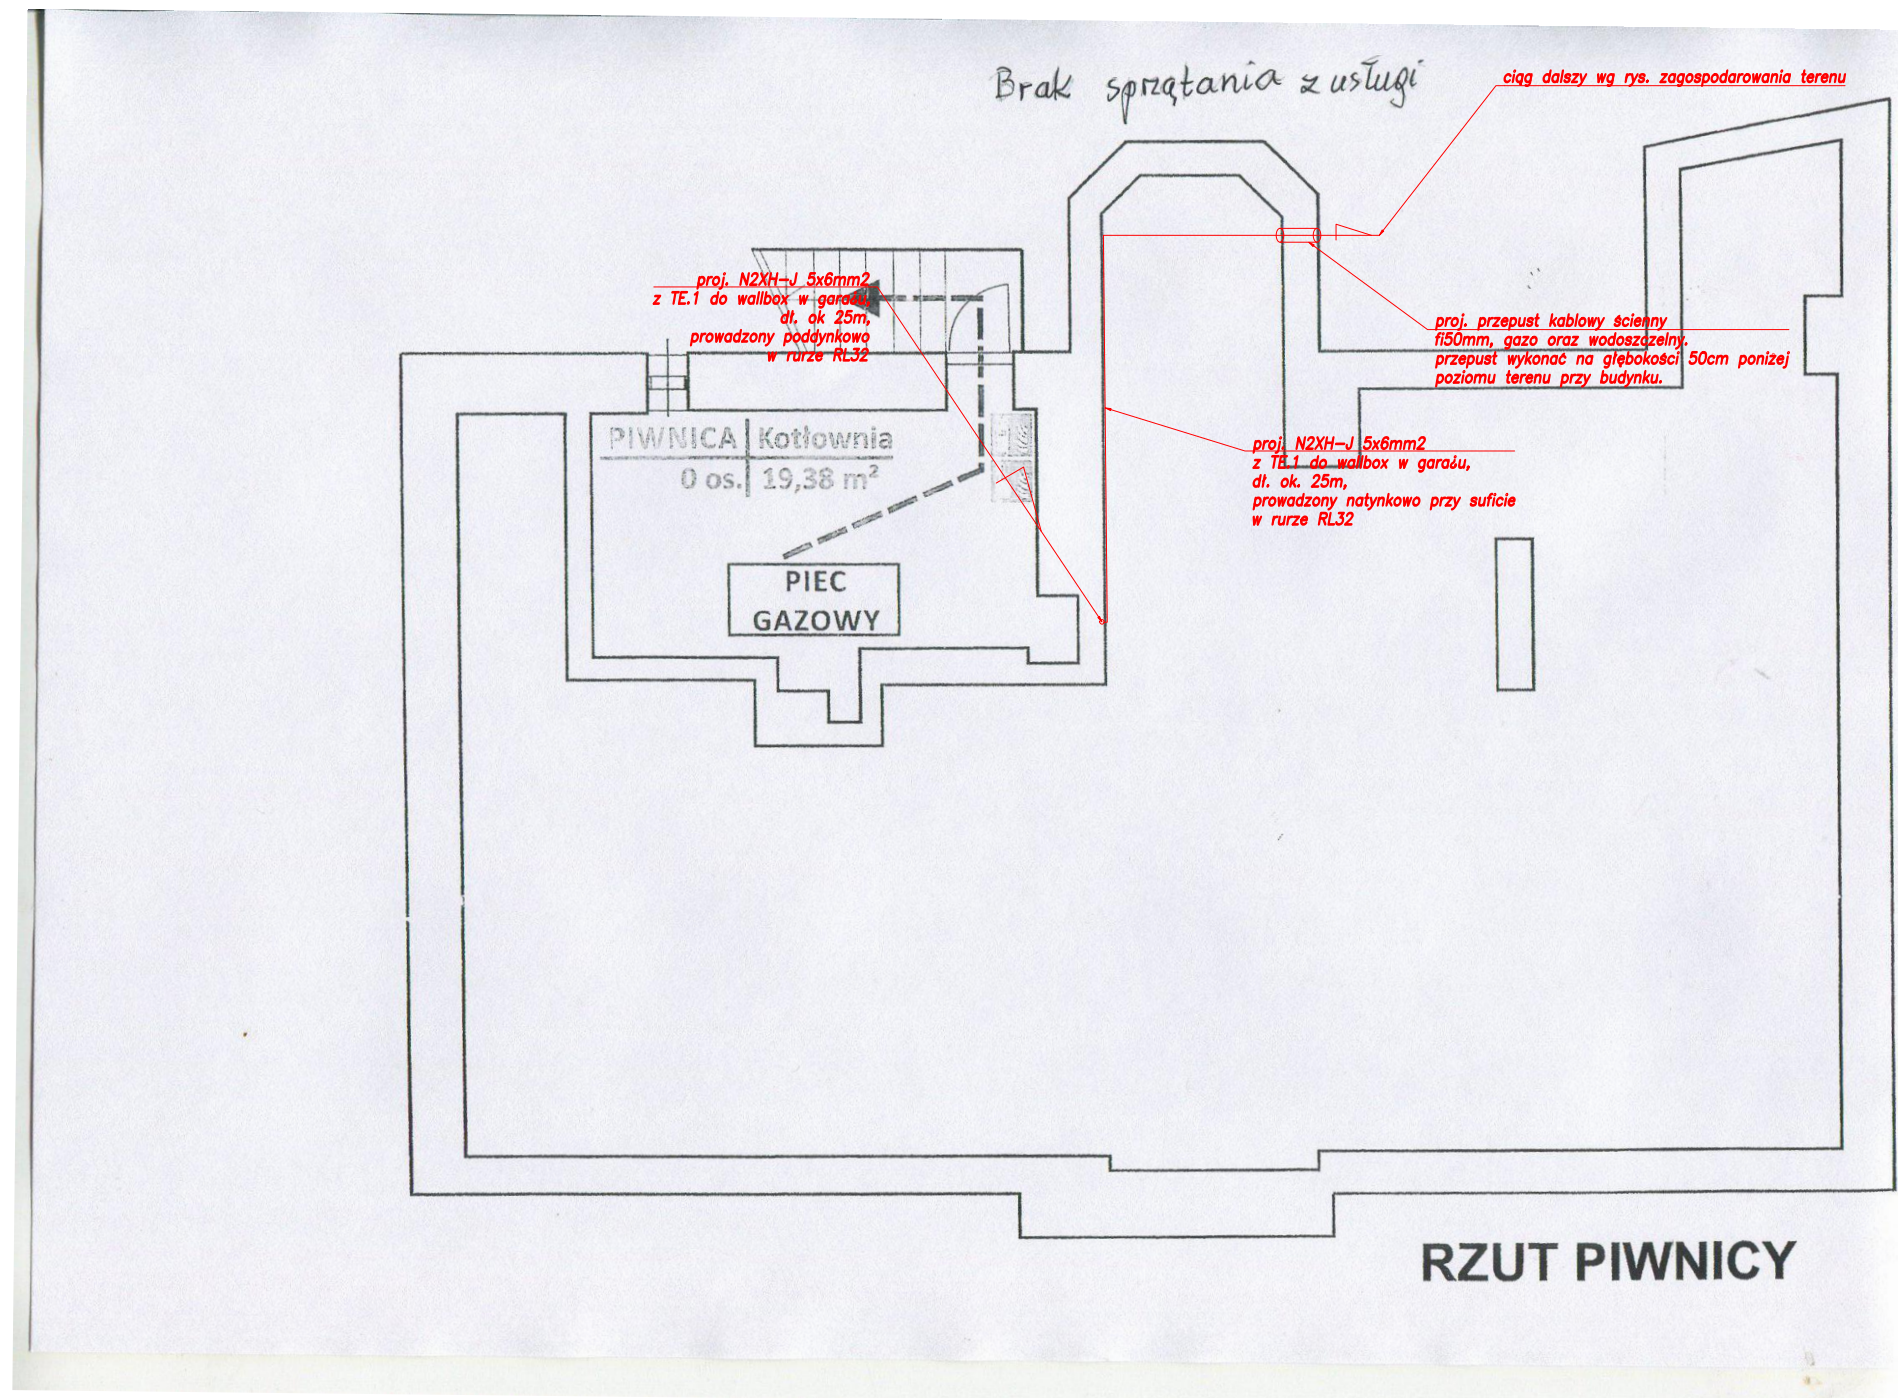 Brak sprzątania z usługi
ciąg dalszy wg rys. zagospodarowania terenu
proj. N2XH-J 5x6mm2
z TE.1 do wallbox w garażu,
dł. ok 25m,
prowadzony poddynkowo
w rurze RL32
proj. przepust kablowy ścienny
fi50mm, gazo oraz wodoszczelny.
przepust wykonać na głębokości 50cm poniżej
poziomu terenu przy budynku.
PIWNICA Kotłownia
0 os. 19,38 m²
proj. N2XH-J 5x6mm2
z TE.1 do wallbox w garażu,
dł. ok. 25m,
prowadzony natynkowo przy suficie
w rurze RL32
PIEC
GAZOWY
RZUT PIWNICY